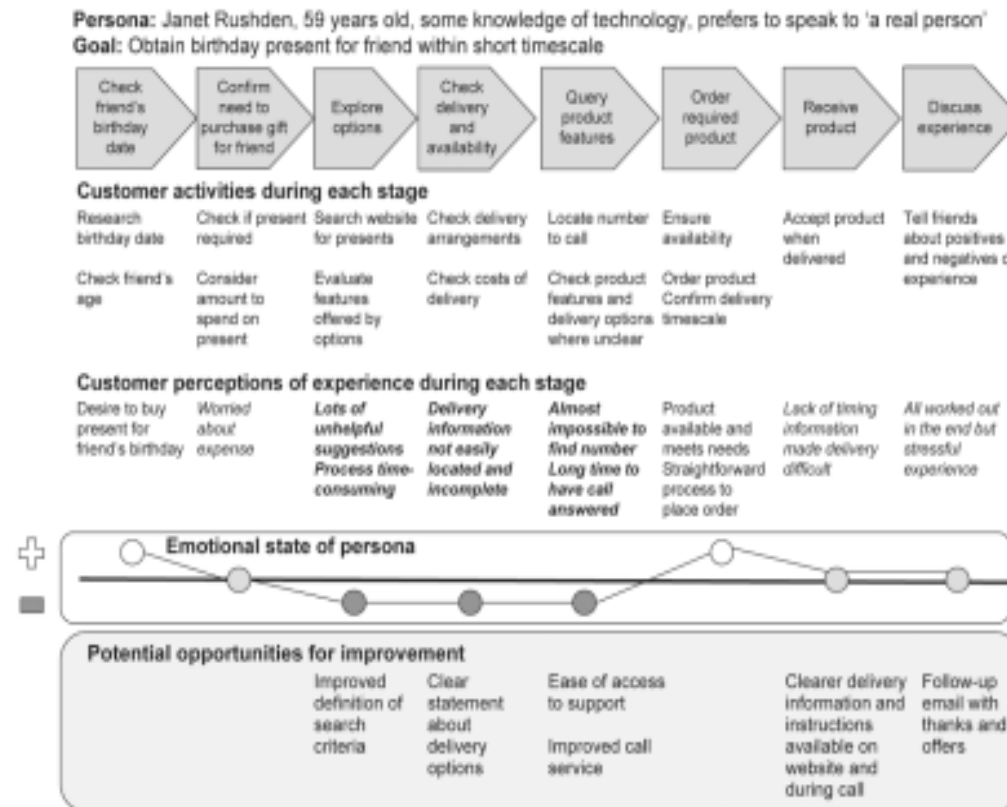 Persona: Janet Rushden, 59 years old, some knowledge of technology, prefers to speak to ‘a real person’
Goal: Obtain birthday present for friend within short timescale
Check
friend's
birthday
date
Confirm
need to
purchase gift
for friend
Explore
options
Check
delivery
and
availability
Query
product
features
Order
required
product
Receive
product
Discuss
experience
Customer activities during each stage
Research
birthday date
Check friend's
age
Check if present
required
Consider
amount to
spend on
present
Search website
for presents
Evaluate
features
offered by
options
Check delivery
arrangements
Check costs of
delivery
Locate number
to call
Check product
features and
delivery options
where unclear
Ensure
availability
Order product
Confirm delivery
timescale
Accept product
when
delivered
Tell friends
about positives
and negatives
experience
Customer perceptions of experience during each stage
Desire to buy
present for
friend's birthday
Worried
about
expense
Lots of
unhelpful
suggestions
Process time-
consuming
Delivery
information
not easily
located and
incomplete
Almost
impossible to
find number
Long time to
have call
answered
Product
available and
meets needs
Straightforward
process to
place order
Lack of timing
information
made delivery
difficult
All worked out
in the end but
stressful
experience
Emotional state of persona
Potential opportunities for improvement
Improved
definition of
search
criteria
Clear
statement
about
delivery
options
Ease of access
to support
Improved call
service
Clearer delivery
information and
instructions
available on
website and
during call
Follow-up
email with
thanks and
offers